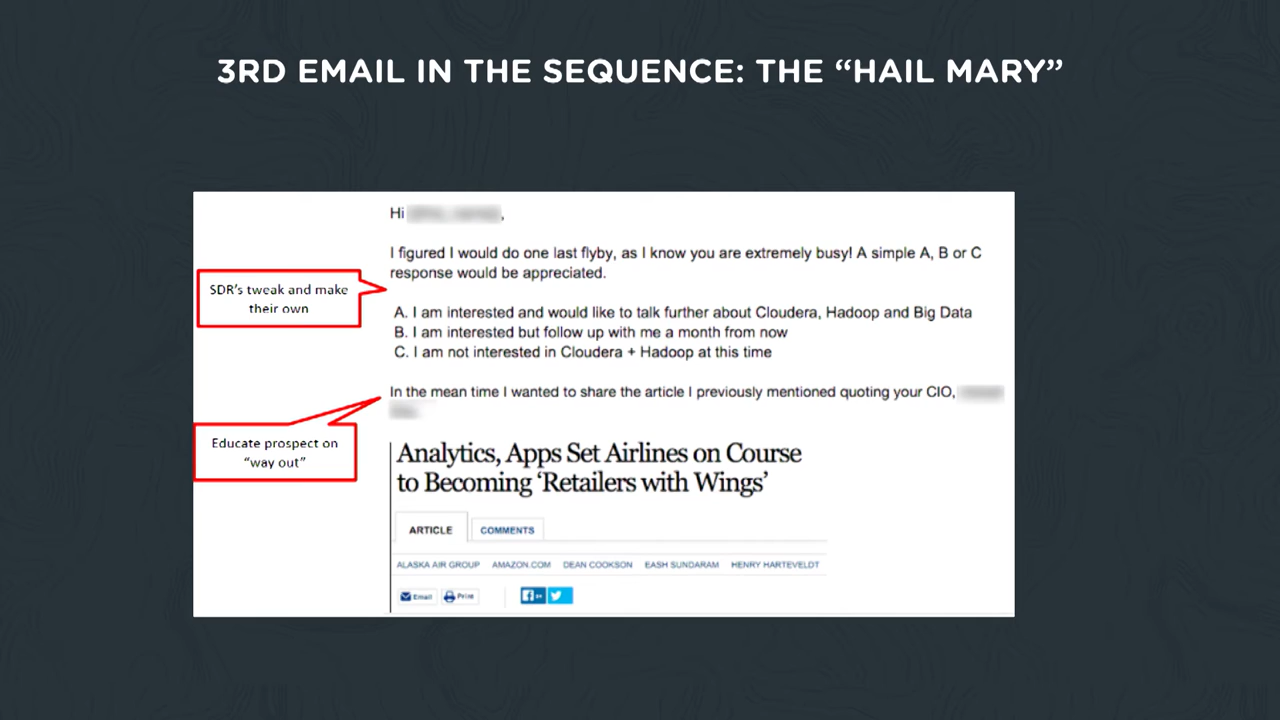 3RD EMAIL IN THE SEQUENCE: THE “HAIL MARY”
Hi ,
I figured I would do one last flyby, as I know you are extremely busy! A simple A, B or C
response would be appreciated.
SDR's tweak and make
their own
A. I am interested and would like to talk further about Cloudera, Hadoop and Big Data
B. I am interested but follow up with me a month from now
C. I am not interested in Cloudera + Hadoop at this time
In the mean time I wanted to share the article I previously mentioned quoting your CIO,
Educate prospect on
“way out”
Analytics, Apps Set Airlines on Course
to Becoming ‘Retailers with Wings’
ARTICLE COMMENTS
ALASKA AIR GROUP AMAZON.COM DEAN COOKSON EASH SUNDARAM HENRY HARTEVELDT
Email Print